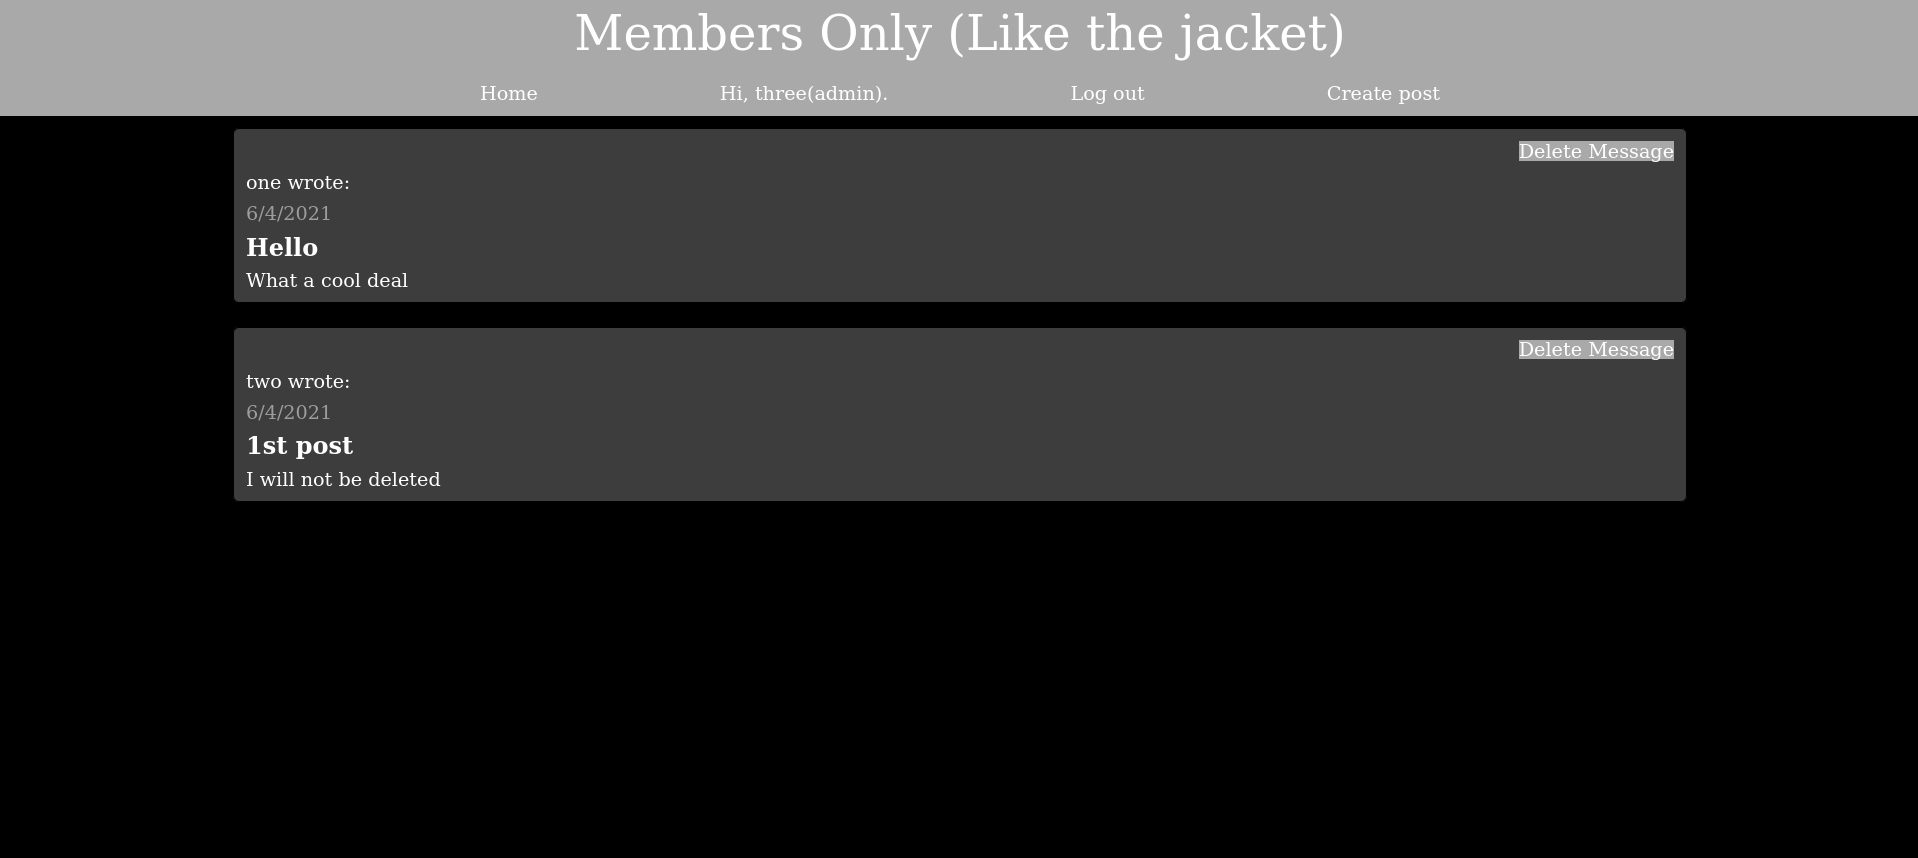 Members Only (Like the jacket)
Home Hi, three(admin). Log out Create post
Delete Message
one wrote:
6/4/2021
Hello
What a cool deal
Delete Message
two wrote:
6/4/2021
1st post
I will not be deleted